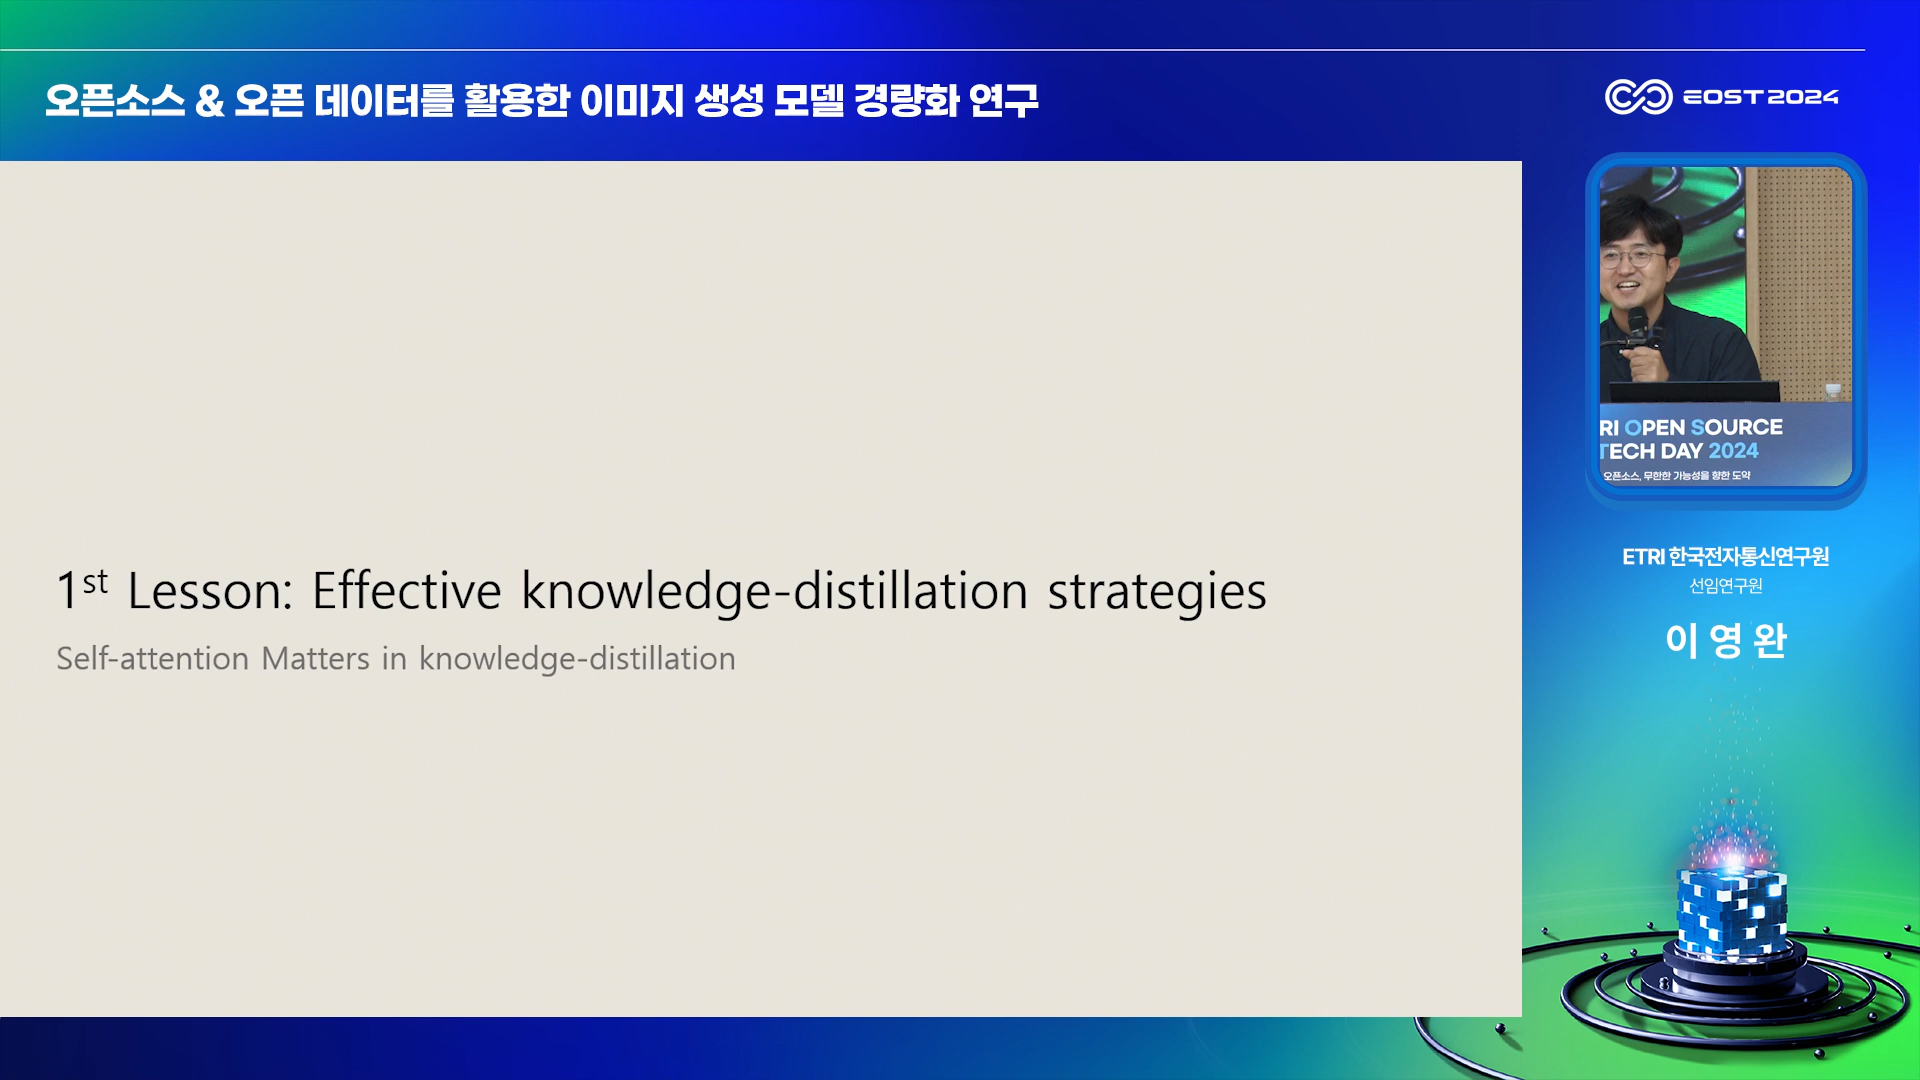 오픈소스 & 오픈 데이터를 활용한 이미지 생성 모델 경량화 연구
EOST 2024
1st Lesson: Effective knowledge-distillation strategies
Self-attention Matters in knowledge-distillation
RI OPEN SOURCE
TECH DAY 2024
오픈소스, 무한한 가능성을 향한 도약
ETRI 한국전자통신연구원
선임연구원
이영완